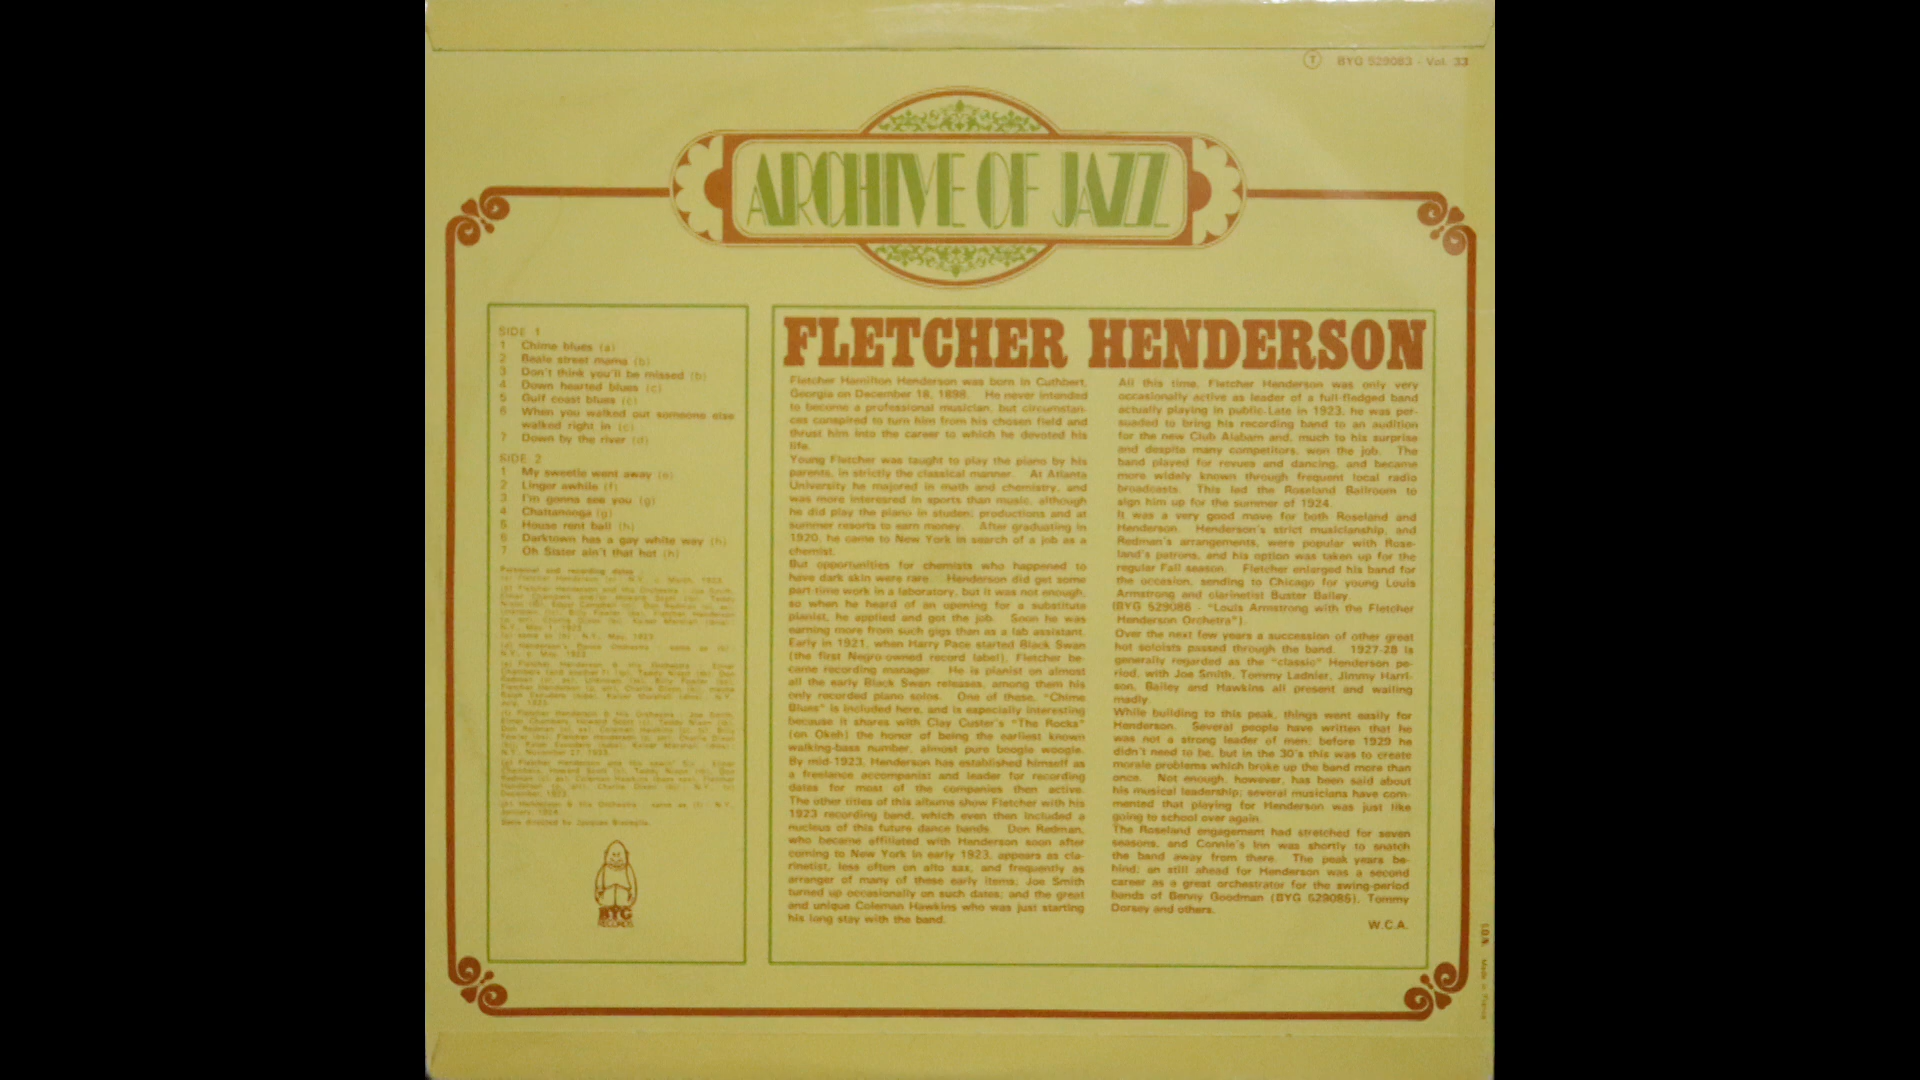 T BYG 529083 - Vol. 33
ARCHIVE OF JAZZ
SIDE 1
1 Chime blues (a)
2 Beale street mama (b)
3 Don't think you'll be missed (b)
4 Down hearted blues (c)
5 Gulf coast blues (c)
6 When you walked out someone else
walked right in (c)
7 Down by the river (d)
SIDE 2
1 My sweetie went away (e)
2 Linger awhile (f)
3 I'm gonna see you (g)
4 Chattanooga (g)
5 House rent ball (h)
6 Darktown has a gay white way (h)
7 Oh Sister ain't that hot (h)
Personnel and recording dates
BYG
RECORDS
FLETCHER HENDERSON
Fletcher Hamilton Henderson was born in Cuthbert,
Georgia on December 18, 1898. He never intended
to become a professional musician, but circumstan-
ces conspired to turn him from his chosen field and
thrust him into the career to which he devoted his
life.
Young Fletcher was taught to play the piano by his
parents, in strictly the classical manner. At Atlanta
University he majored in math and chemistry, and
was more interested in sports than music, although
he did play the piano in student productions and at
summer resorts to earn money. After graduating in
1920, he came to New York in search of a job as a
chemist.
But opportunities for chemists who happened to
have dark skin were rare. Henderson did get some
part-time work in a laboratory, but it was not enough,
so when he heard of an opening for a substitute
pianist, he applied and got the job. Soon he was
earning more from such gigs than as a lab assistant.
Early in 1921, when Harry Pace started Black Swan
(the first Negro-owned record label), Fletcher be-
came recording manager. He is pianist on almost
all the early Black Swan releases, among them his
only recorded piano solos. One of these, "Chime
Blues" is included here, and is especially interesting
because it shares with Clay Custer's "The Rocks"
(on Okeh) the honor of being the earliest known
walking-bass number, almost pure boogie woogie.
By mid-1923, Henderson has established himself as
a freelance accompanist and leader for recording
dates for most of the companies then active.
The other titles of this albums show Fletcher with his
1923 recording band, which even then included a
nucleus of this future dance bands. Don Redman,
who became affiliated with Henderson soon after
coming to New York in early 1923, appears as cla-
rinetist, less often on alto sax, and frequently as
arranger of many of these early items; Joe Smith
turned up occasionally on such dates; and the great
and unique Coleman Hawkins who was just starting
his long stay with the band.
All this time, Fletcher Henderson was only very
occasionally active as leader of a full-fledged band
actually playing in public. Late in 1923, he was per-
suaded to bring his recording band to an audition
for the new Club Alabam and, much to his surprise
and despite many competitors, won the job. The
band played for revues and dancing, and became
more widely known through frequent local radio
broadcasts. This led the Roseland Ballroom to
sign him up for the summer of 1924.
It was a very good move for both Roseland and
Henderson. Henderson's strict musicianship, and
Redman's arrangements, were popular with Rose-
land's patrons, and his option was taken up for the
regular Fall season. Fletcher enlarged his band for
the occasion, sending to Chicago for young Louis
Armstrong and clarinetist Buster Bailey.
(BYG 529086 - "Louis Armstrong with the Fletcher
Henderson Orchetra").
Over the next few years a succession of other great
hot soloists passed through the band. 1927-28 is
generally regarded as the "classic" Henderson pe-
riod, with Joe Smith, Tommy Ladnier, Jimmy Harri-
son, Bailey and Hawkins all present and wailing
madly.
While building to this peak, things went easily for
Henderson. Several people have written that he
was not a strong leader of men; before 1929 he
didn't need to be, but in the 30's this was to create
morale problems which broke up the band more than
once. Not enough, however, has been said about
his musical leadership; several musicians have com-
mented that playing for Henderson was just like
going to school over again.
The Roseland engagement had stretched for seven
seasons, and Connie's Inn was shortly to snatch
the band away from there. The peak years be-
hind; an still ahead for Henderson was a second
career as a great orchestrator for the swing-period
bands of Benny Goodman (BYG 529085), Tommy
Dorsey and others.
W.C.A.